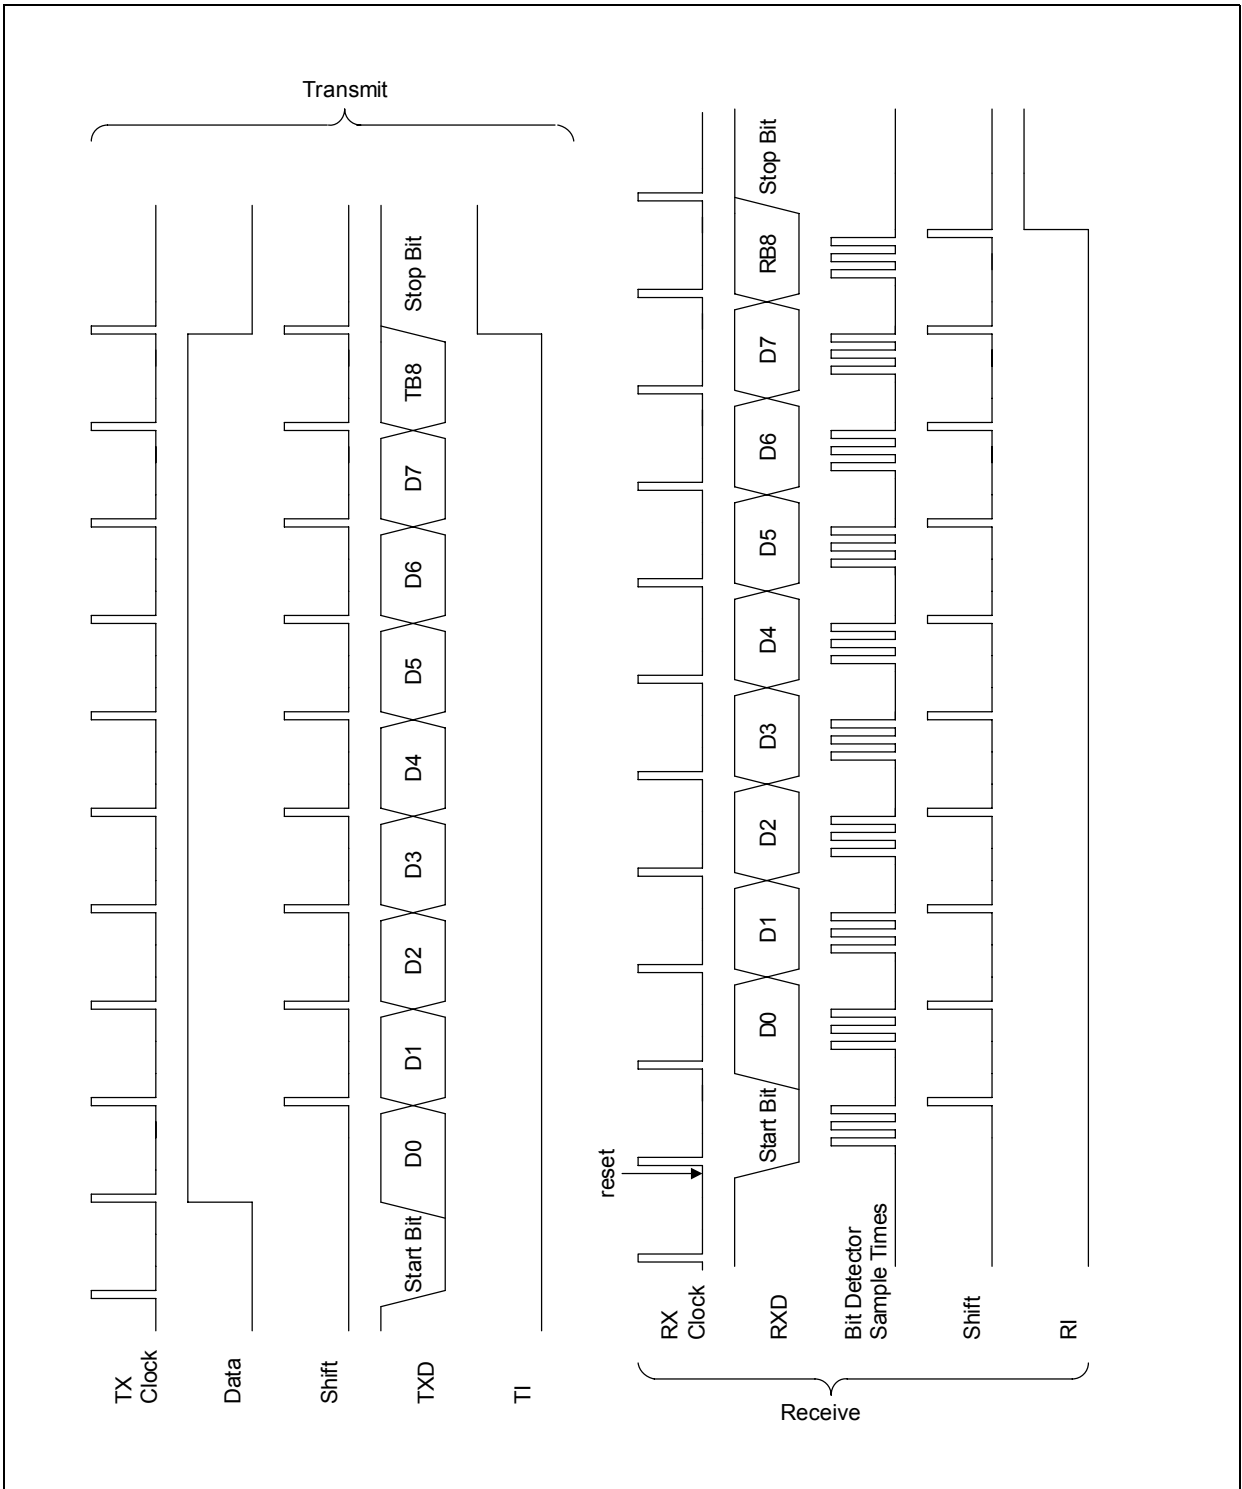 Transmit
TX
Clock
Data
Shift
TXD
Start Bit D0 D1 D2 D3 D4 D5 D6 D7 TB8 Stop Bit
TI
reset
RX
Clock
RXD
Start Bit D0 D1 D2 D3 D4 D5 D6 D7 RB8 Stop Bit
Bit Detector
Sample Times
Shift
RI
Receive